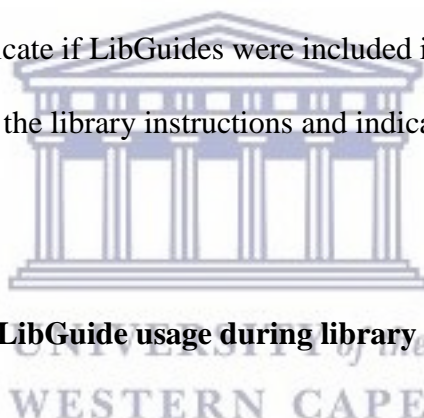 cate if LibGuides were included i
the library instructions and indica
LibGuide usage during library
UNIVERSITY of the
WESTERN CAPE